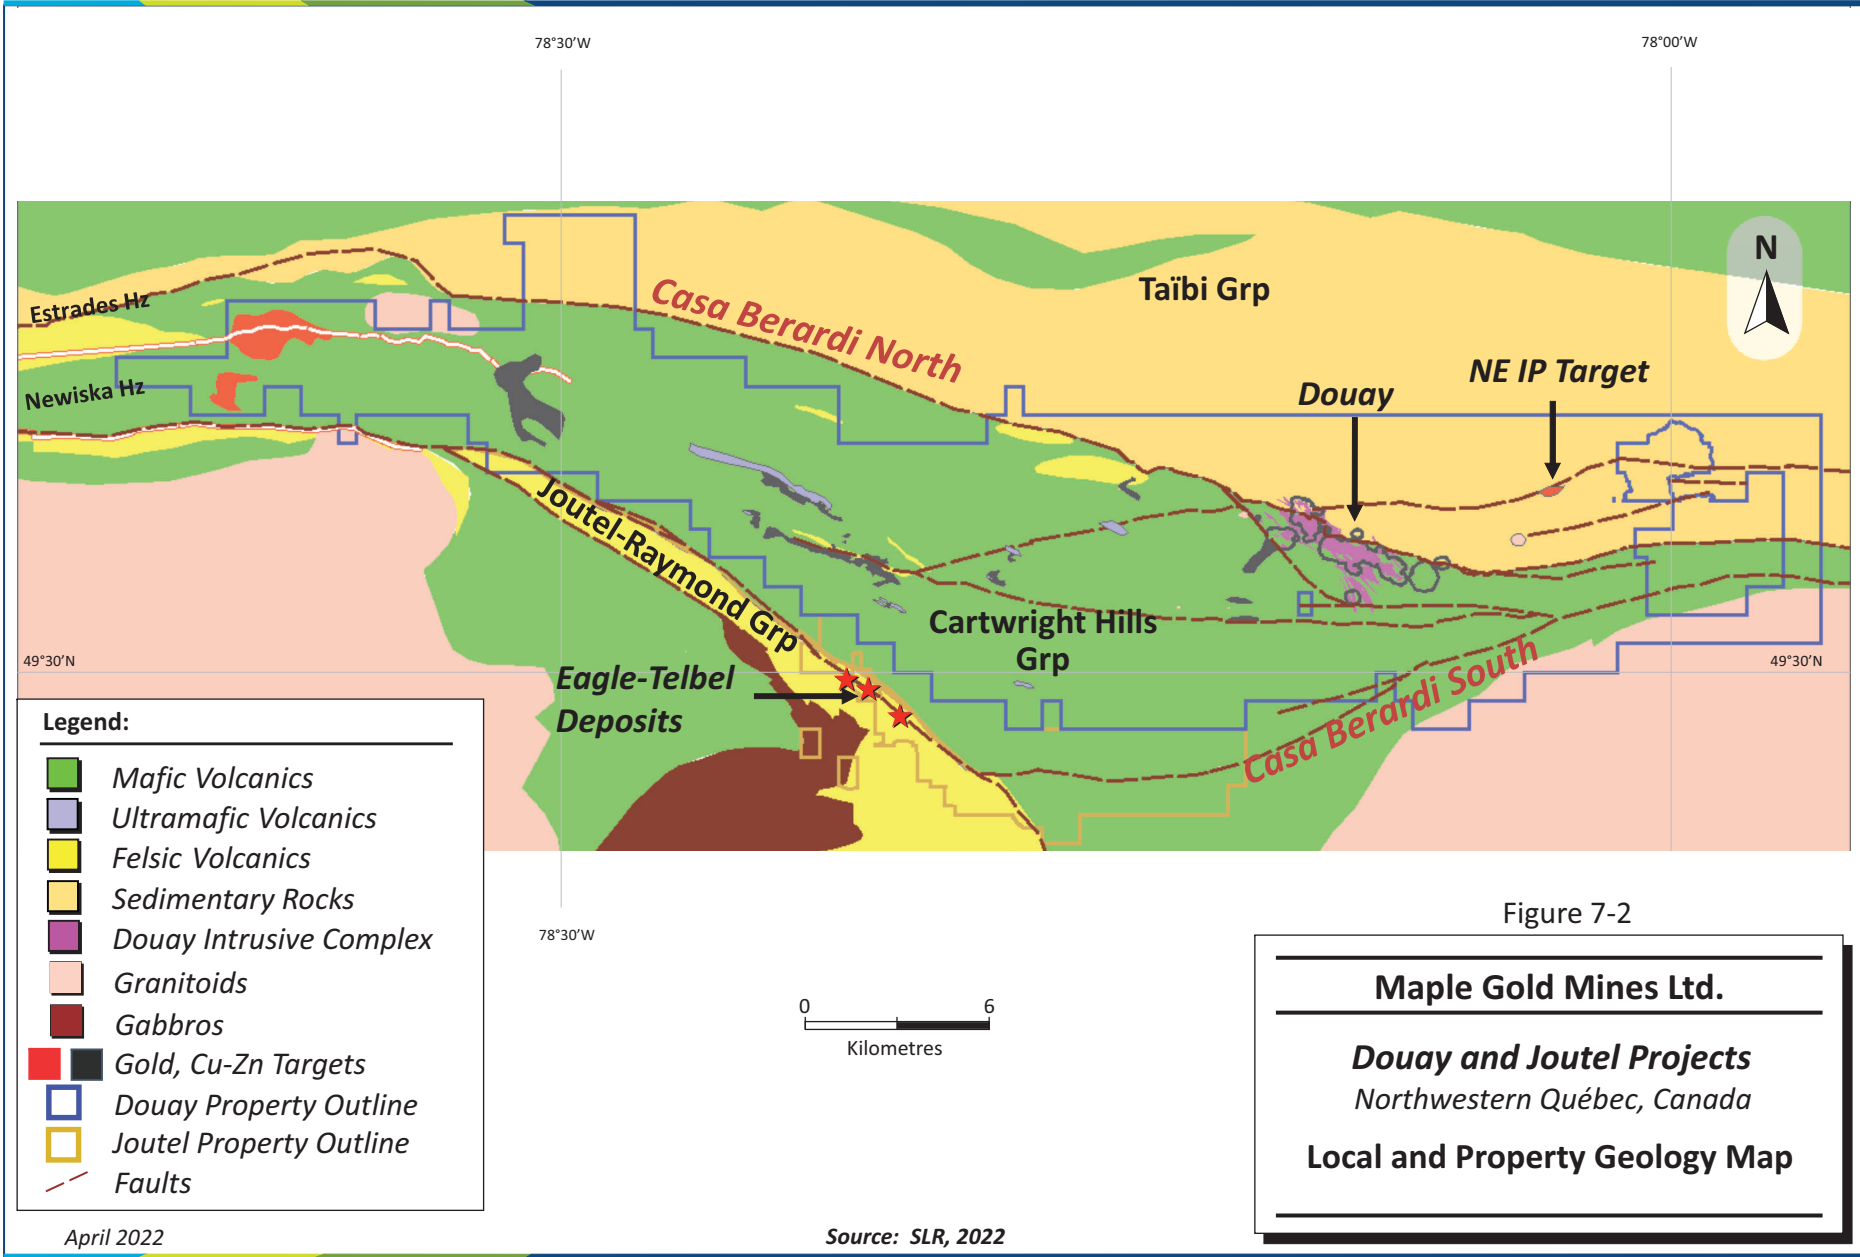 78°30'W
78°00'W
N
Taïbi Grp
Casa Berardi North
Estrades Hz
Newiska Hz
NE IP Target
Douay
Joutel-Raymond Grp
Cartwright Hills
Grp
49°30'N
49°30'N
Eagle-Telbel
Deposits
Casa Berardi South
Legend:
Mafic Volcanics
Ultramafic Volcanics
Felsic Volcanics
Sedimentary Rocks
Douay Intrusive Complex
Granitoids
Gabbros
Gold, Cu-Zn Targets
Douay Property Outline
Joutel Property Outline
Faults
78°30'W
0 6
Kilometres
Figure 7-2
Maple Gold Mines Ltd.
Douay and Joutel Projects
Northwestern Québec, Canada
Local and Property Geology Map
April 2022
Source: SLR, 2022